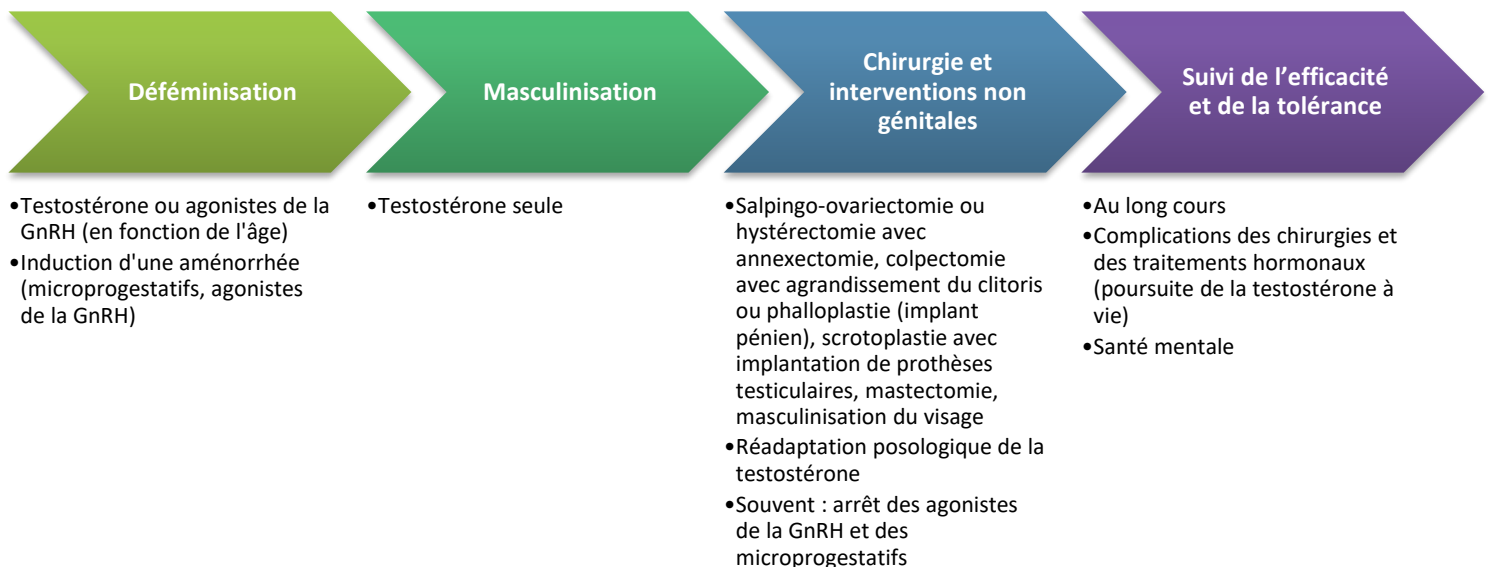 Déféminisation
•Testostérone ou agonistes de la
GnRH (en fonction de l'âge)
•Induction d'une aménorrhée
(microprogestatifs, agonistes
de la GnRH)
Masculinisation
•Testostérone seule
Chirurgie et
interventions non
génitales
•Salpingo-ovariectomie ou
hystérectomie avec
annexectomie, colpectomie
avec agrandissement du clitoris
ou phalloplastie (implant
pénien), scrotoplastie avec
implantation de prothèses
testiculaires, mastectomie,
masculinisation du visage
•Réadaptation posologique de la
testostérone
•Souvent : arrêt des agonistes
de la GnRH et des
microprogestatifs
Suivi de l’efficacité
et de la tolérance
•Au long cours
•Complications des chirurgies et
des traitements hormonaux
(poursuite de la testostérone à
vie)
•Santé mentale